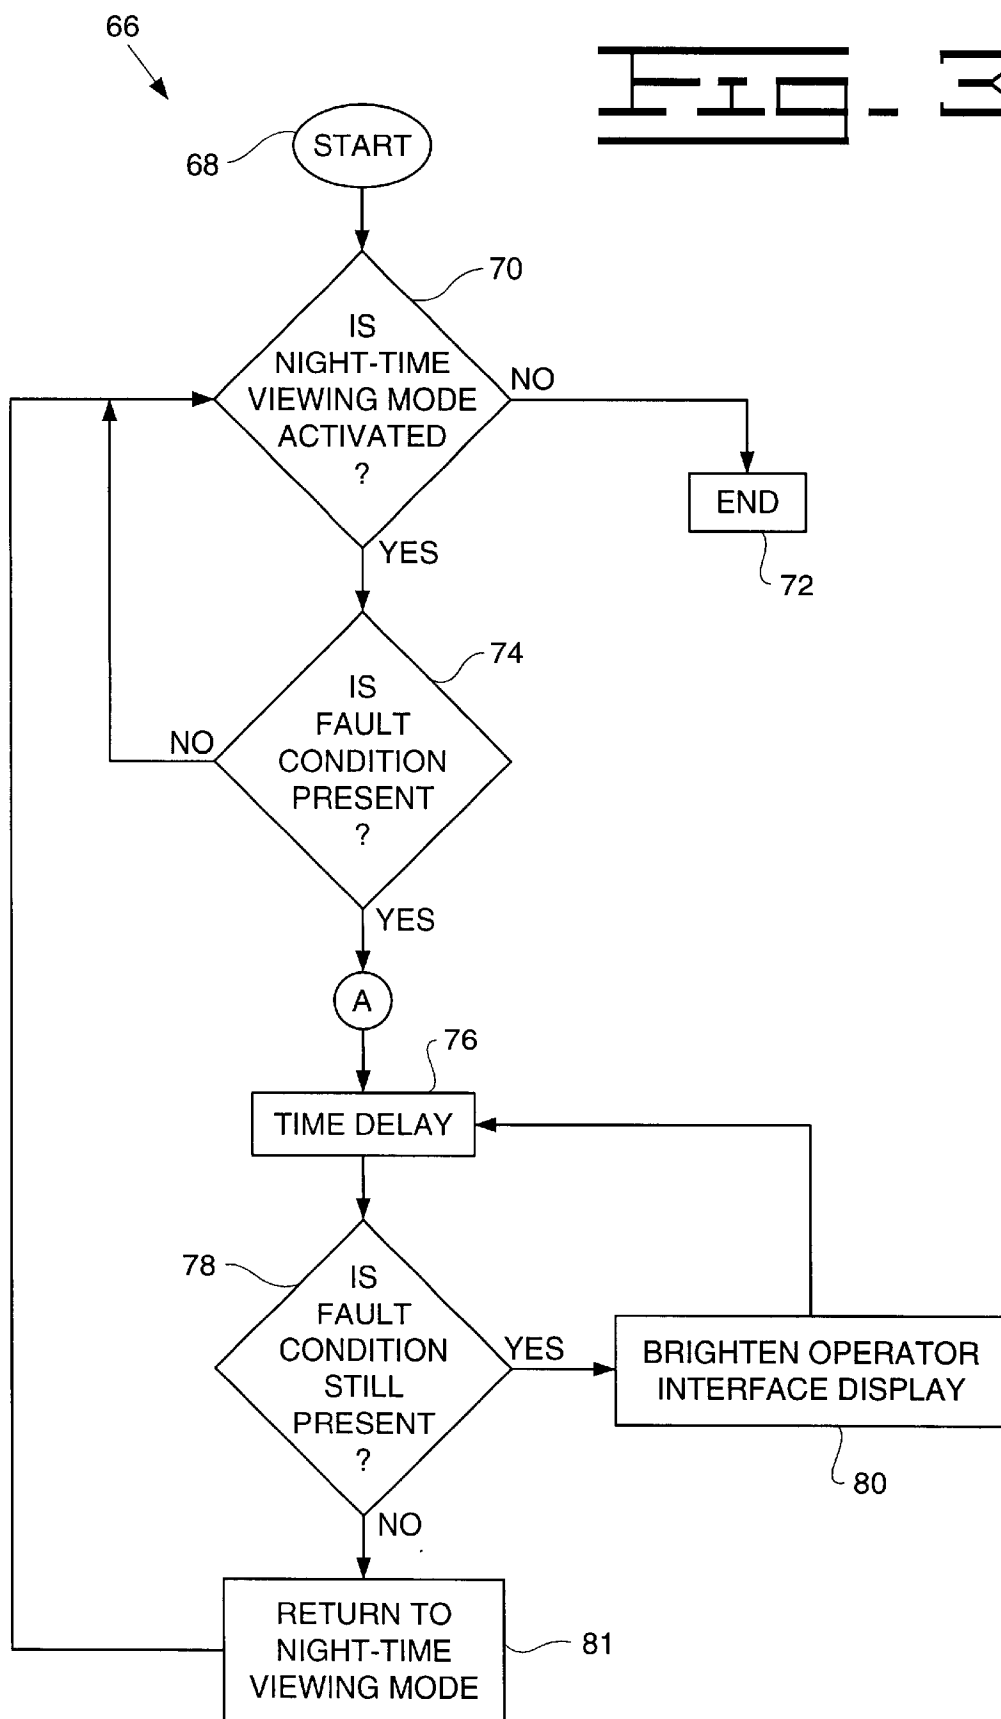 66
Fig_3
START
68
70
IS
NIGHT-TIME
VIEWING MODE
ACTIVATED
?
NO
END
72
YES
74
IS
FAULT
CONDITION
PRESENT
?
NO
YES
A
76
TIME DELAY
78
IS
FAULT
CONDITION
STILL
PRESENT
?
YES
BRIGHTEN OPERATOR
INTERFACE DISPLAY
80
NO
RETURN TO
NIGHT-TIME
VIEWING MODE
81